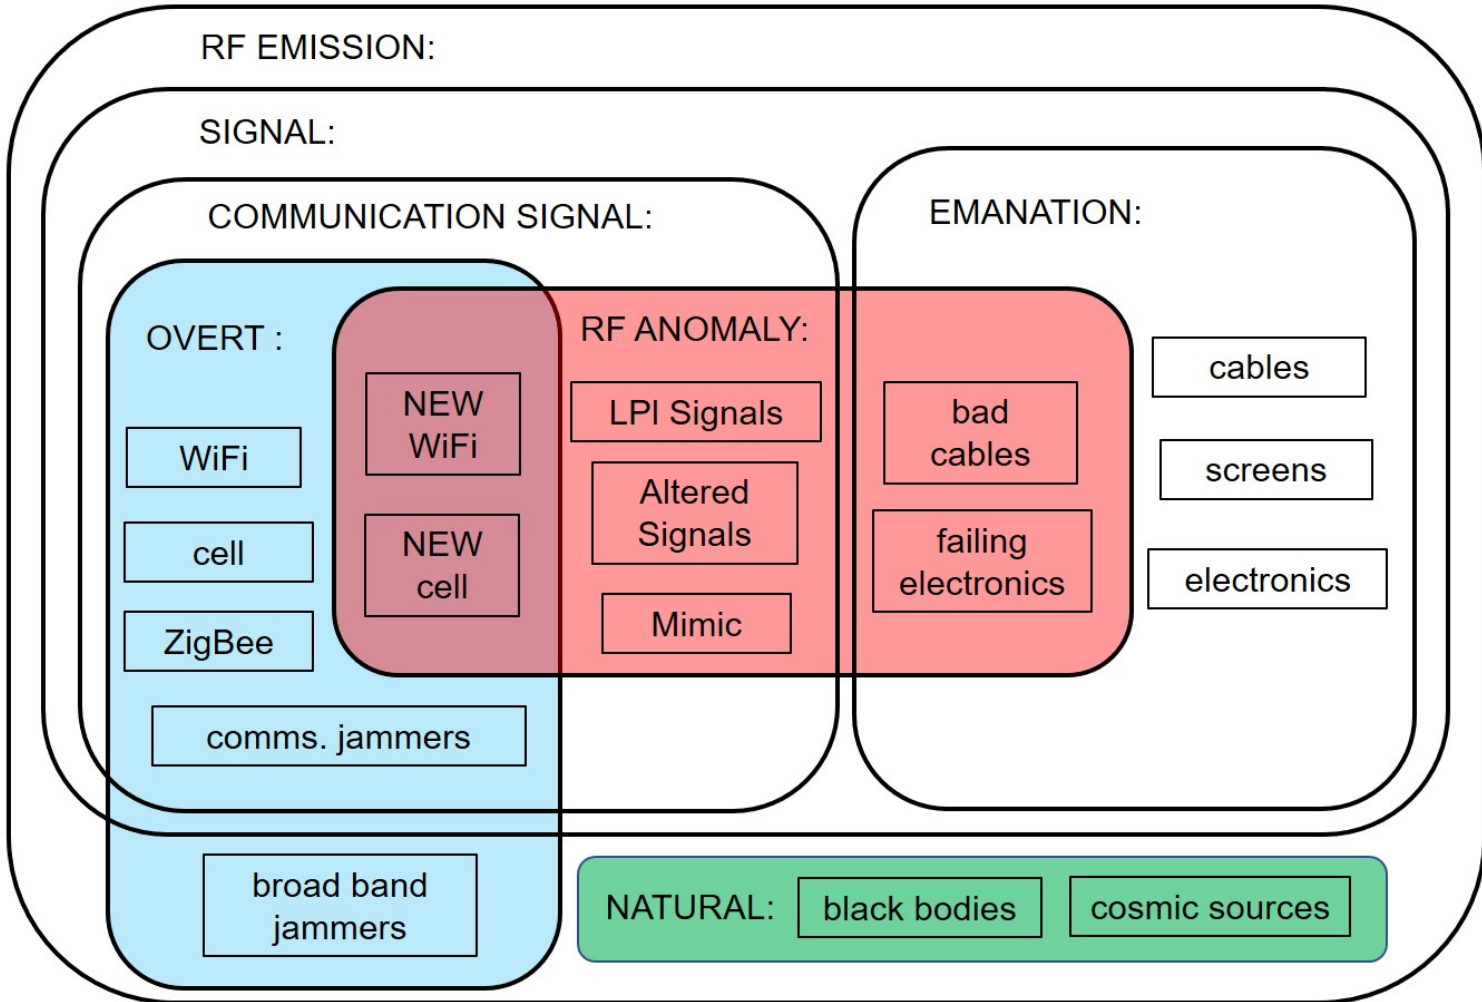 RF EMISSION:
SIGNAL:
COMMUNICATION SIGNAL:
EMANATION:
OVERT :
RF ANOMALY:
WiFi
cell
ZigBee
comms. jammers
NEW
WiFi
NEW
cell
LPI Signals
Altered
Signals
Mimic
bad
cables
failing
electronics
cables
screens
electronics
broad band
jammers
NATURAL:
black bodies
cosmic sources